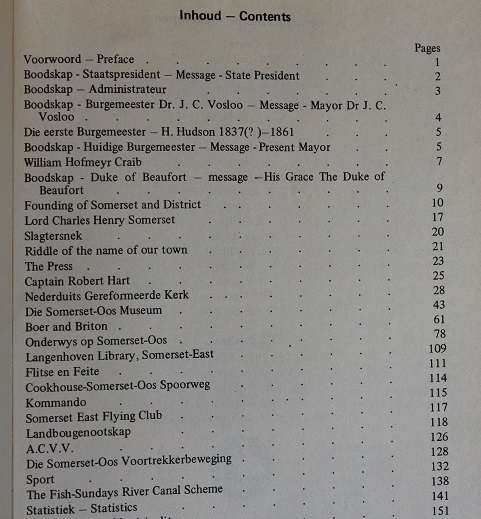 Inhoud — Contents
Pages
Voorwoord — Preface . . . . . . . . 1
Boodskap - Staatspresident — Message - State President . . . 2
Boodskap — Administrateur . . . . . . . 3
Boodskap - Burgemeester Dr. J. C. Vosloo — Message - Mayor Dr J. C.
Vosloo . . . . . . . . . . 4
Die eerste Burgemeester — H. Hudson 1837(? )—1861 . . . 5
Boodskap - Huidige Burgemeester — Message - Present Mayor . . 5
William Hofmeyr Craib . . . . . . . . 7
Boodskap - Duke of Beaufort — message —His Grace The Duke of
Beaufort . . . . . . . . . 9
Founding of Somerset and District . . . . . . 10
Lord Charles Henry Somerset . . . . . . 17
Slagtersnek . . . . . . . . . 20
Riddle of the name of our town . . . . . . 21
The Press . . . . . . . . . . 23
Captain Robert Hart . . . . . . . . 25
Nederduits Gereformeerde Kerk . . . . . . 28
Die Somerset-Oos Museum . . . . . . . 43
Boer and Briton . . . . . . . . . 61
Onderwys op Somerset-Oos . . . . . . . 78
Langenhoven Library, Somerset-East . . . . . 109
Flitse en Feite . . . . . . . . . 111
Cookhouse-Somerset-Oos Spoorweg . . . . . 114
Kommando . . . . . . . . . 115
Somerset East Flying Club . . . . . . . 117
Landbougenootskap . . . . . . . . 118
A.C.V.V. . . . . . . . . . 126
Die Somerset-Oos Voortrekkerbeweging . . . . . 128
Sport . . . . . . . . . . 132
The Fish-Sundays River Canal Scheme . . . . . 138
Statistiek — Statistics . . . . . . . 141
151